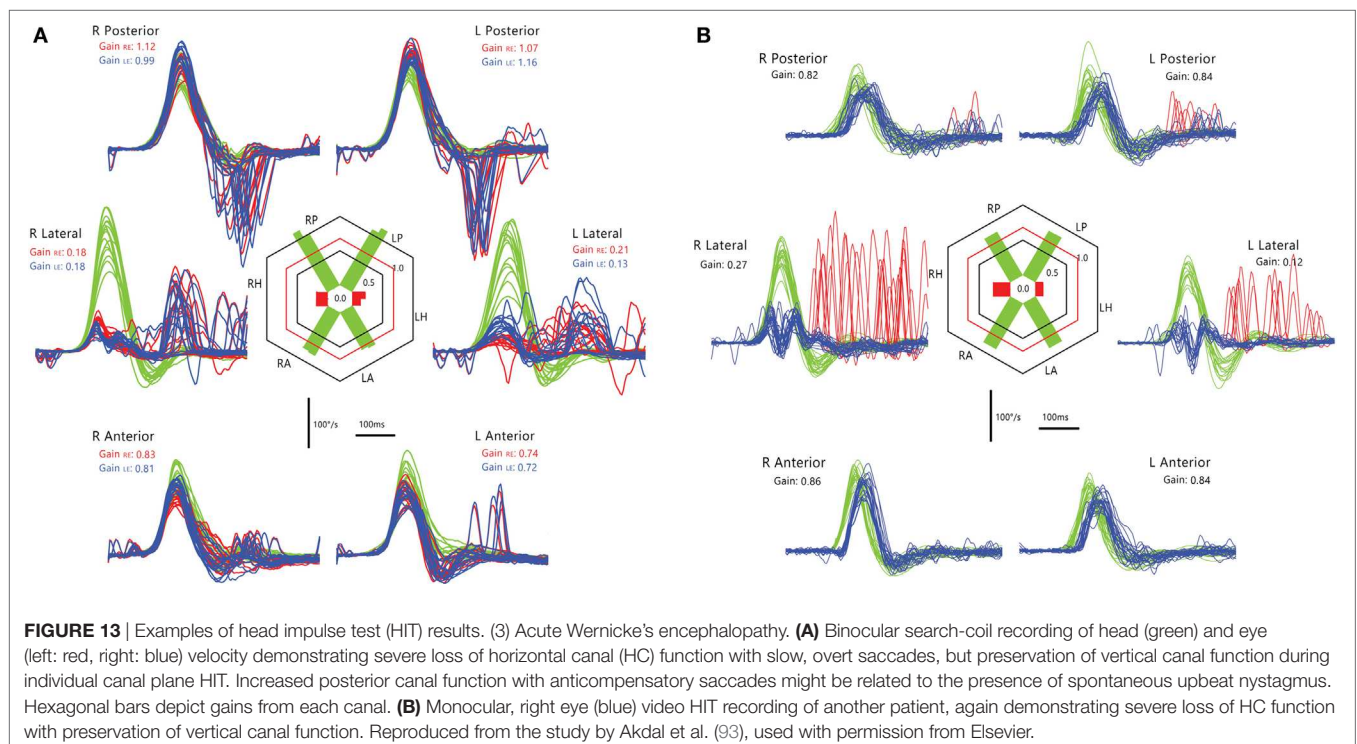 A
R Posterior
Gain RE: 1.12
Gain LE: 0.99
L Posterior
Gain RE: 1.07
Gain LE: 1.16
R Lateral
Gain RE: 0.18
Gain LE: 0.18
RP
LP
1.0
0.5
0.0
RH
LH
RA
LA
L Lateral
Gain RE: 0.21
Gain LE: 0.13
100°/s
100ms
R Anterior
Gain RE: 0.83
Gain LE: 0.81
L Anterior
Gain RE: 0.74
Gain LE: 0.72
B
R Posterior
Gain: 0.82
L Posterior
Gain: 0.84
R Lateral
Gain: 0.27
RP
LP
1.0
0.5
0.0
RH
LH
RA
LA
L Lateral
Gain: 0.12
100°/s
100ms
R Anterior
Gain: 0.86
L Anterior
Gain: 0.84
FIGURE 13 | Examples of head impulse test (HIT) results. (3) Acute Wernicke's encephalopathy. (A) Binocular search-coil recording of head (green) and eye
(left: red, right: blue) velocity demonstrating severe loss of horizontal canal (HC) function with slow, overt saccades, but preservation of vertical canal function during
individual canal plane HIT. Increased posterior canal function with anticompensatory saccades might be related to the presence of spontaneous upbeat nystagmus.
Hexagonal bars depict gains from each canal. (B) Monocular, right eye (blue) video HIT recording of another patient, again demonstrating severe loss of HC function
with preservation of vertical canal function. Reproduced from the study by Akdal et al. (93), used with permission from Elsevier.